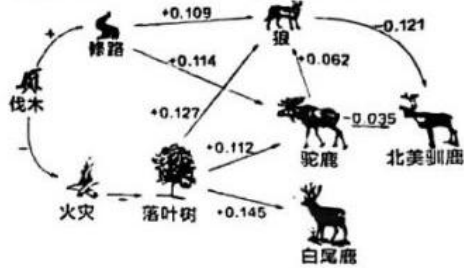 +0.109
狼
-0.121
+
修路
+0.114
+0.062
伐木
+0.127
-0.035
驼鹿
北美驯鹿
-
+0.112
火灾
-
落叶树
+0.145
白尾鹿